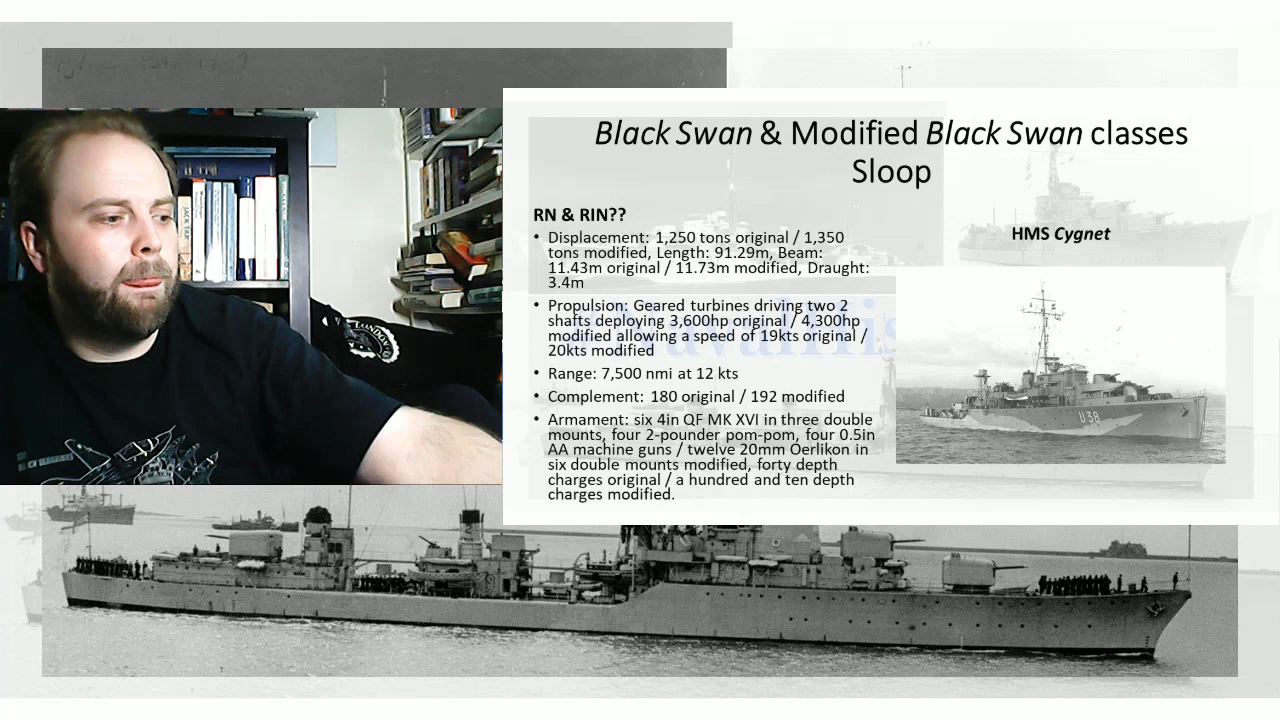 Black Swan & Modified Black Swan classes
Sloop
RN & RIN??
• Displacement: 1,250 tons original / 1,350
tons modified, Length: 91.29m, Beam:
11.43m original / 11.73m modified, Draught:
3.4m
• Propulsion: Geared turbines driving two 2
shafts deploying 3,600hp original / 4,300hp
modified allowing a speed of 19kts original /
20kts modified
• Range: 7,500 nmi at 12 kts
• Complement: 180 original / 192 modified
• Armament: six 4in QF MK XVI in three double
mounts, four 2-pounder pom-pom, four 0.5in
AA machine guns / twelve 20mm Oerlikon in
six double mounts modified, forty depth
charges original / a hundred and ten depth
charges modified.
HMS Cygnet
U38
LONDON
JACK TAR